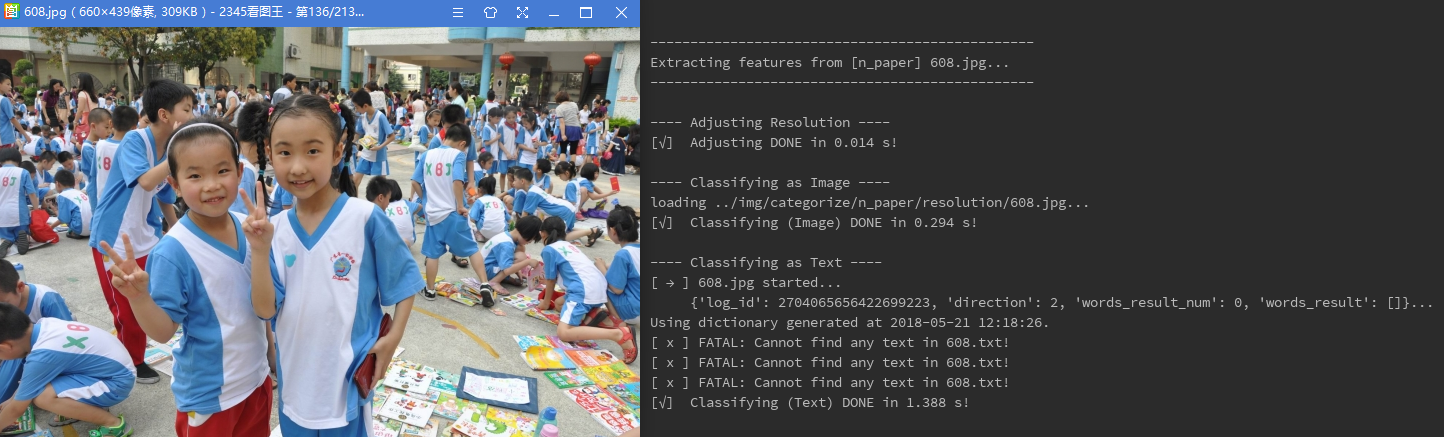 608.jpg ( 660×439像素, 309KB ) - 2345看图王 - 第136/213...
XBJ
XBJ
------------------------------------------------
Extracting features from [n_paper] 608.jpg...
------------------------------------------------
---- Adjusting Resolution ----
[√]  Adjusting DONE in 0.014 s!
---- Classifying as Image ----
loading ../img/categorize/n_paper/resolution/608.jpg...
[√]  Classifying (Image) DONE in 0.294 s!
---- Classifying as Text ----
[ → ] 608.jpg started...
     {'log_id': 2704065656422699223, 'direction': 2, 'words_result_num': 0, 'words_result': []}...
Using dictionary generated at 2018-05-21 12:18:26.
[ x ] FATAL: Cannot find any text in 608.txt!
[ x ] FATAL: Cannot find any text in 608.txt!
[ x ] FATAL: Cannot find any text in 608.txt!
[√]  Classifying (Text) DONE in 1.388 s!